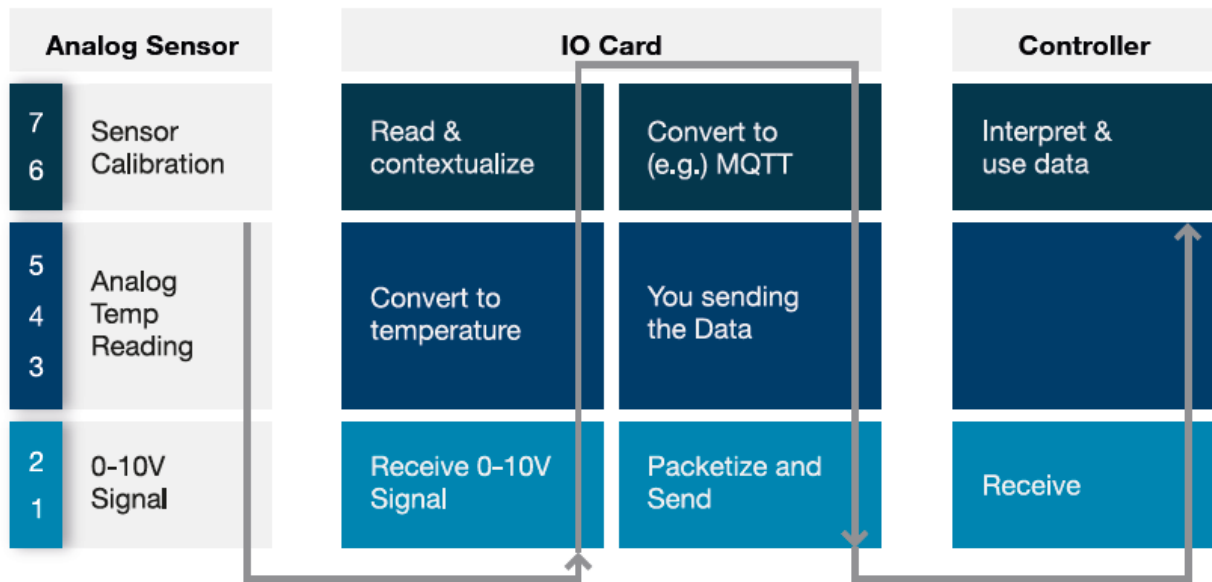 Analog Sensor
IO Card
Controller
7
6
Sensor
Calibration
Read &
contextualize
Convert to
(e.g.) MQTT
Interpret &
use data
5
4
3
Analog
Temp
Reading
Convert to
temperature
You sending
the Data
2
1
0-10V
Signal
Receive 0-10V
Signal
Packetize and
Send
Receive